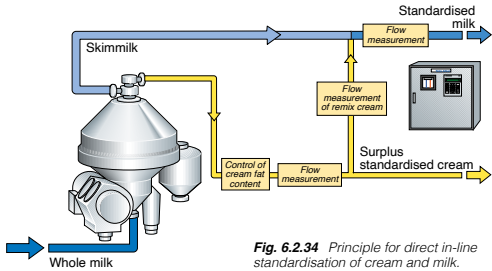 Standardised
milk
Flow
measurement
Skimmilk
Flow
measurement
of remix cream
Surplus
standardised cream
Control of
cream fat
content
Flow
measurement
Whole milk
Fig. 6.2.34 Principle for direct in-line
standardisation of cream and milk.